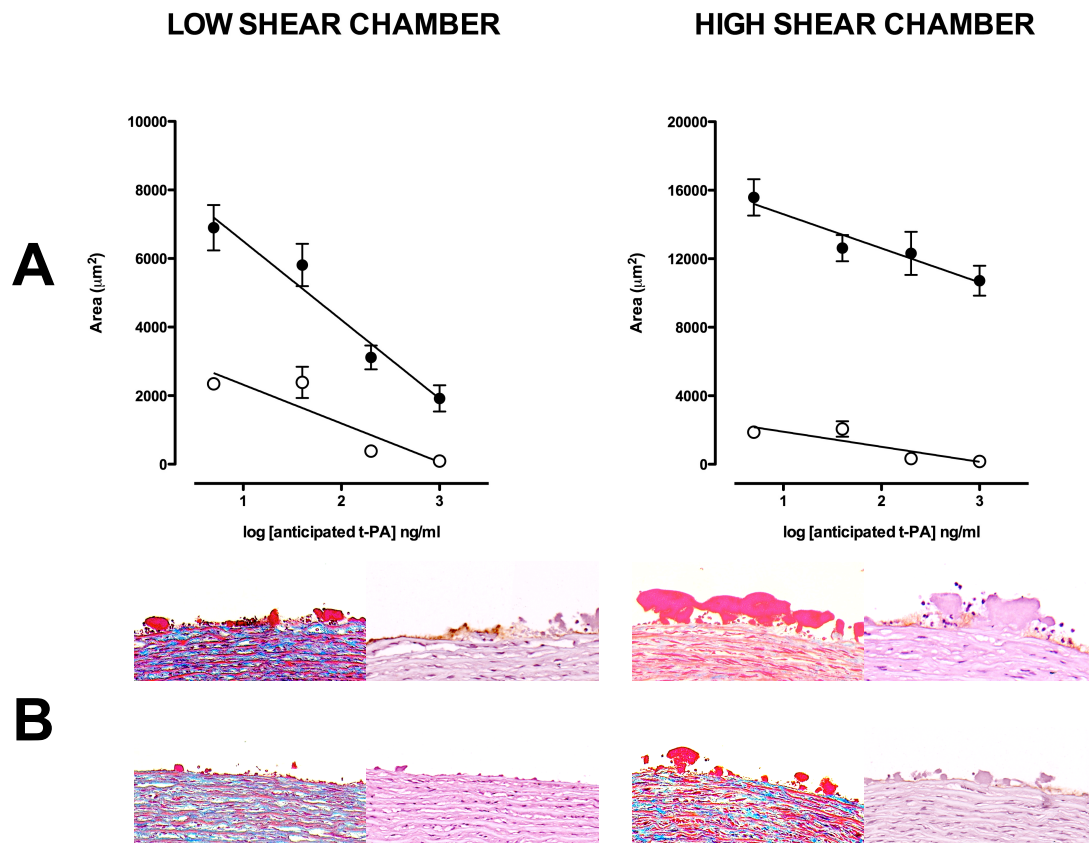 LOW SHEAR CHAMBER
HIGH SHEAR CHAMBER
A
10000
8000
6000
4000
2000
0
Area (μm²)
1 2 3
log [anticipated t-PA] ng/ml
20000
16000
12000
8000
4000
0
Area (μm²)
1 2 3
log [anticipated t-PA] ng/ml
B